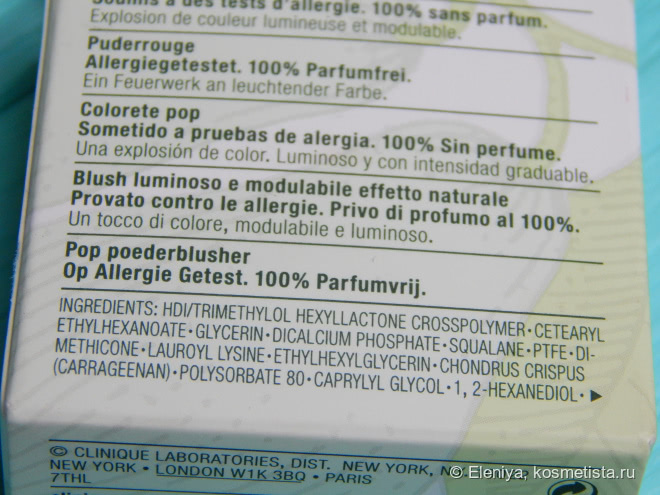 Soumis à des tests d'allergie. 100% sans parfum.
Explosion de couleur lumineuse et modulable.
Puderrouge
Allergiegetestet. 100% Parfumfrei.
Ein Feuerwerk an leuchtender Farbe.
Colorete pop
Sometido a pruebas de alergia. 100% Sin perfume.
Una explosión de color. Luminoso y con intensidad graduable.
Blush luminoso e modulabile effetto naturale
Provato contro le allergie. Privo di profumo al 100%.
Un tocco di colore, modulabile e luminoso.
Pop poederblusher
Op Allergie Getest. 100% Parfumvrij.
INGREDIENTS: HDI/TRIMETHYLOL HEXYLLACTONE CROSSPOLYMER•CETEARYL
ETHYLHEXANOATE•GLYCERIN•DICALCIUM PHOSPHATE•SQUALANE•PTFE•DI-
METHICONE•LAUROYL LYSINE•ETHYLHEXYLGLYCERIN•CHONDRUS CRISPUS
(CARRAGEENAN)•POLYSORBATE 80•CAPRYLYL GLYCOL•1, 2-HEXANEDIOL•►
© CLINIQUE LABORATORIES, DIST. NEW YORK, N
NEW YORK • LONDON W1K 3BQ • PARIS
7THL
© Eleniya, kosmetista.ru